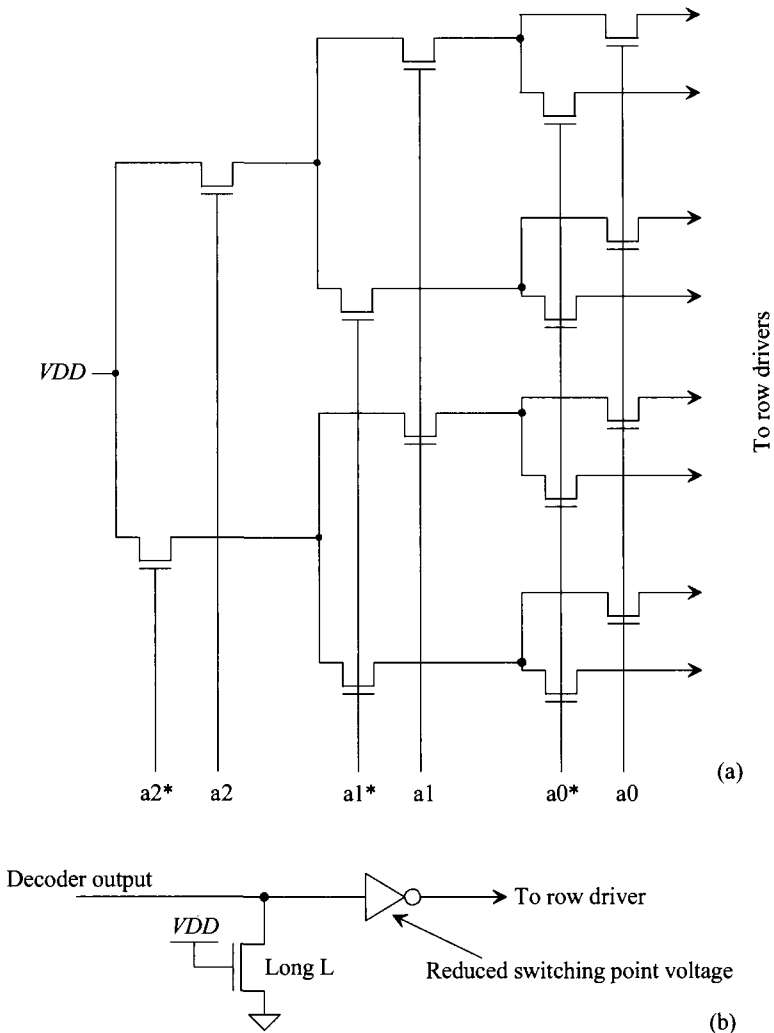 To row drivers
VDD
a2* a2 a1* a1 a0* a0
(a)
Decoder output
To row driver
VDD
Long L
Reduced switching point voltage
(b)